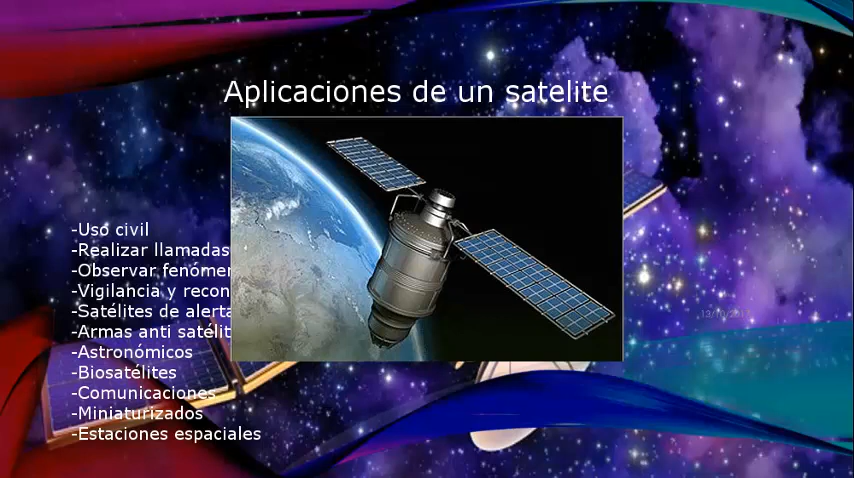 Aplicaciones de un satelite
-Uso civil
-Realizar llamadas
-Observar fenómen
-Vigilancia y recon
-Satélites de alerta
-Armas anti satélit
-Astronómicos
-Biosatélites
-Comunicaciones
-Miniaturizados
-Estaciones espaciales